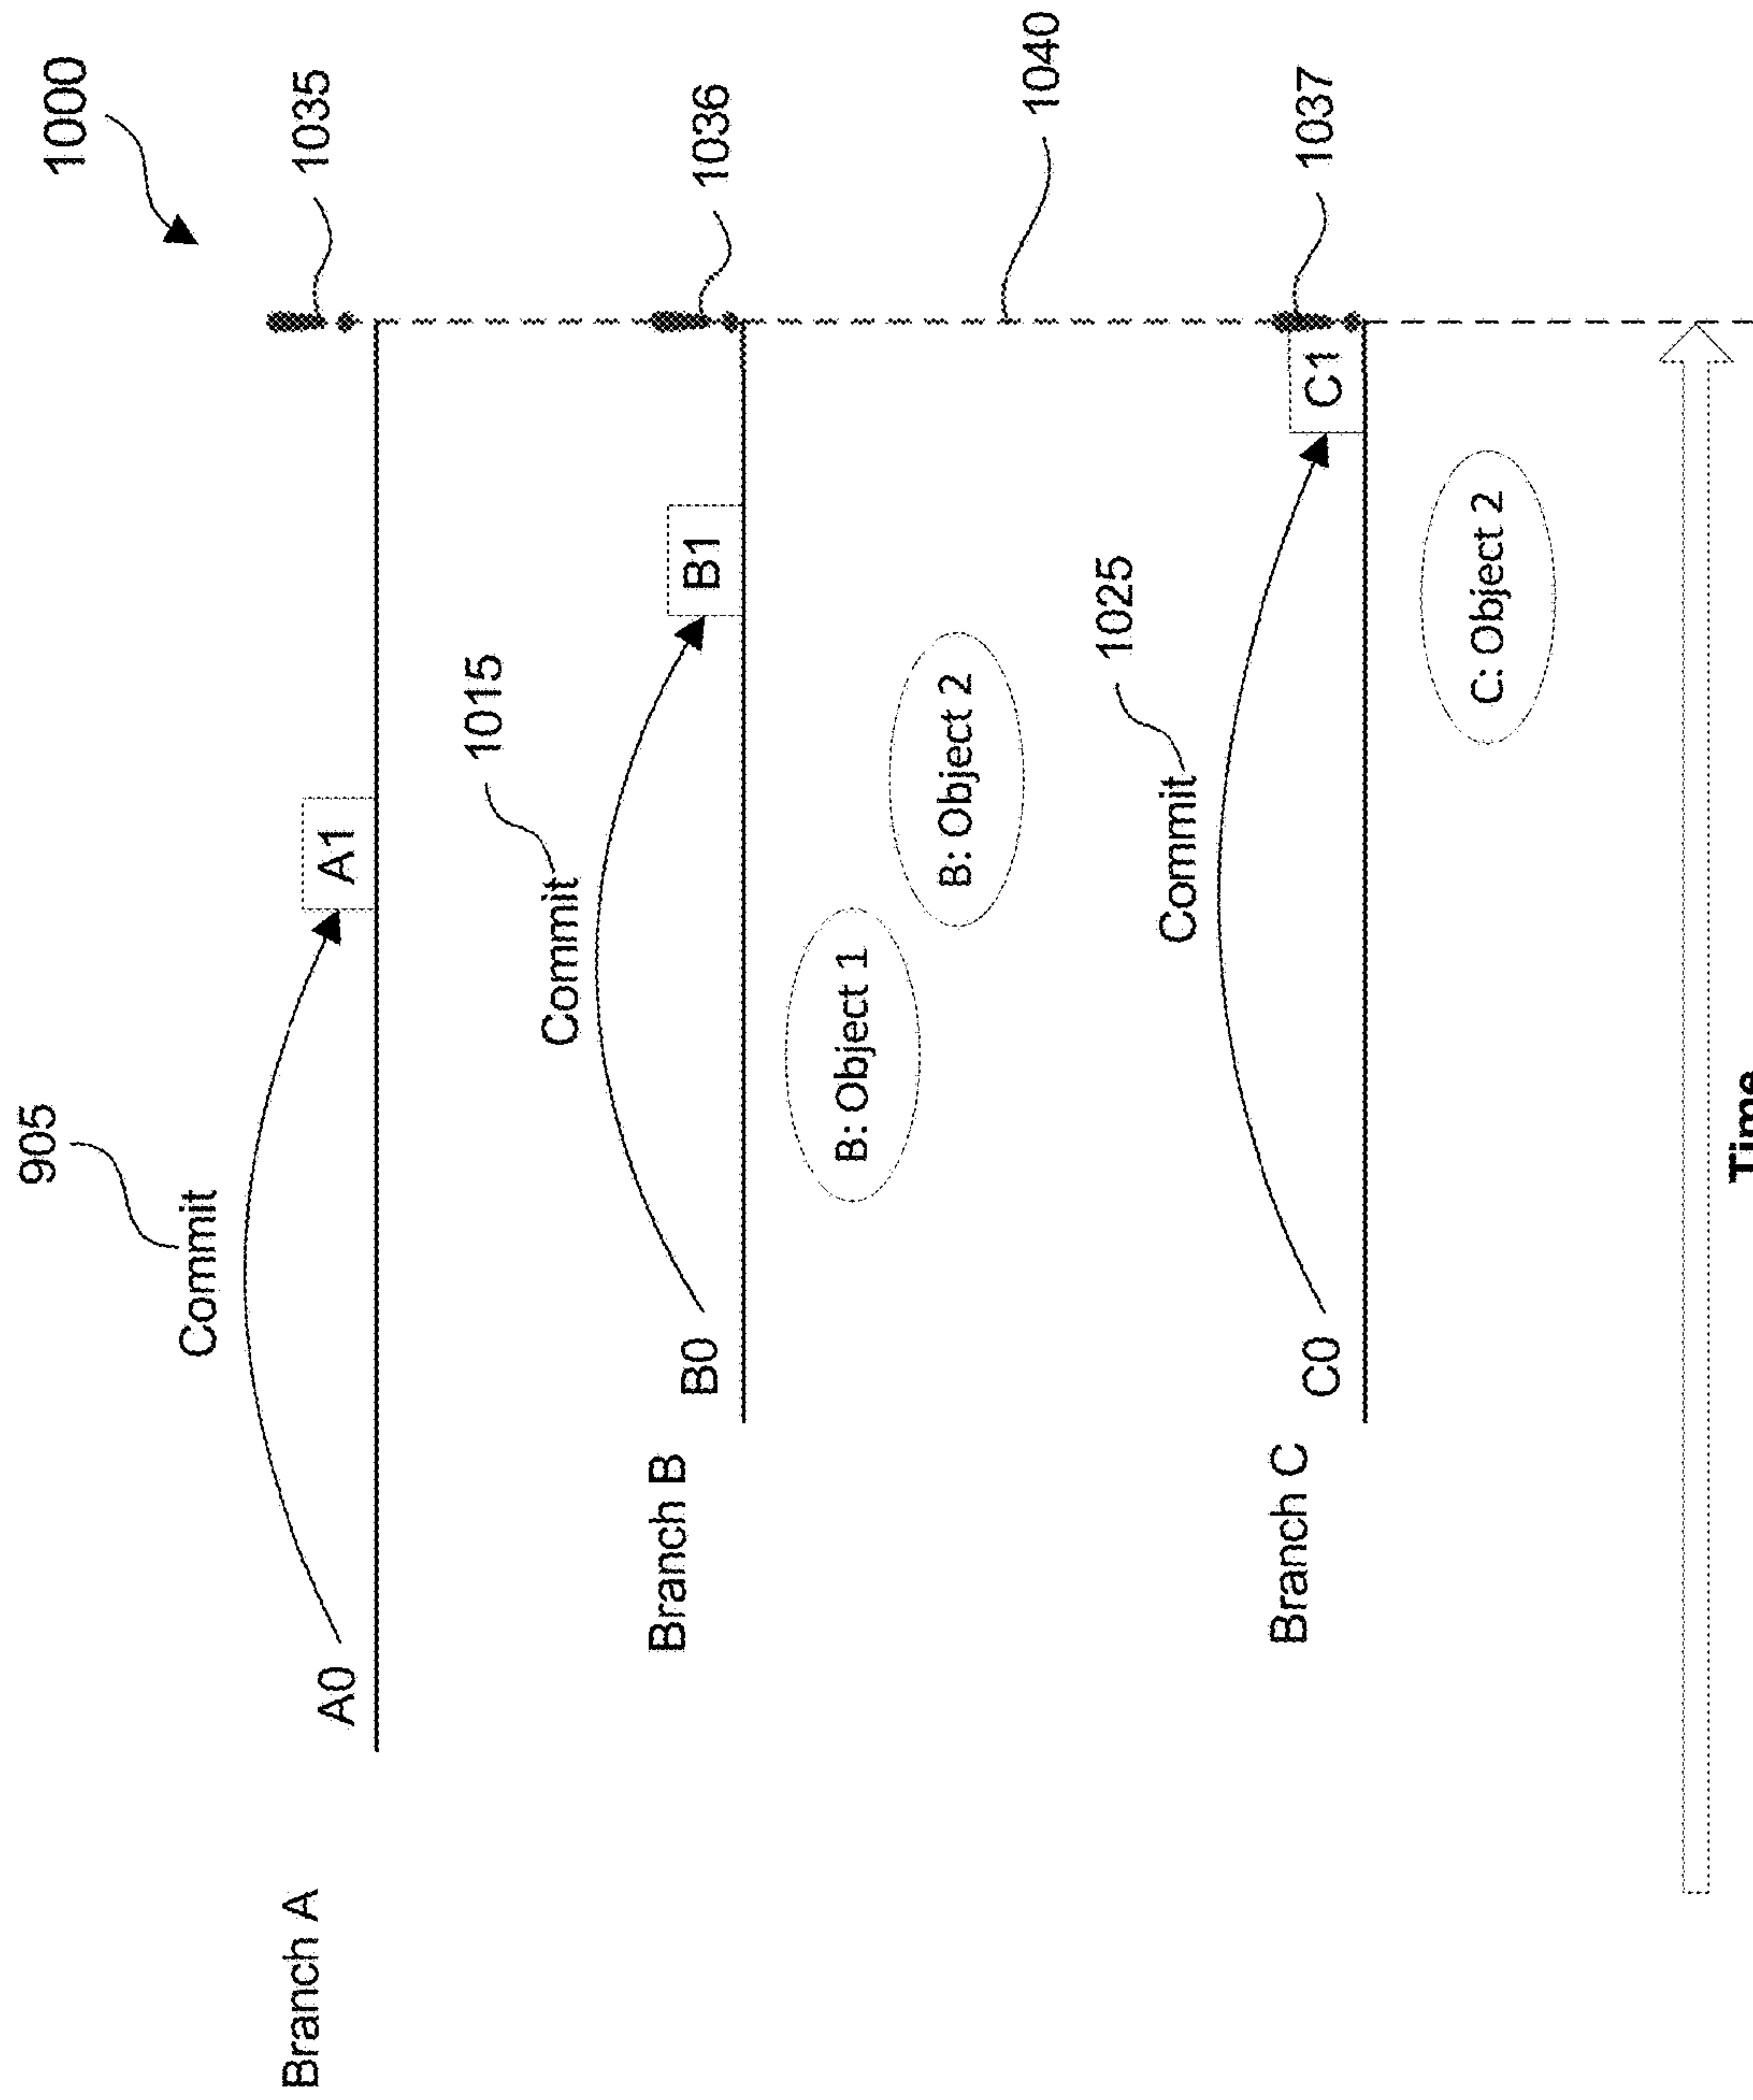 1000
905
Commit
Branch A
A0
A1
1035
1015
Commit
Branch B
B0
B1
1036
B: Object 1
B: Object 2
1040
1025
Commit
Branch C
C0
C1
1037
C: Object 2
Time